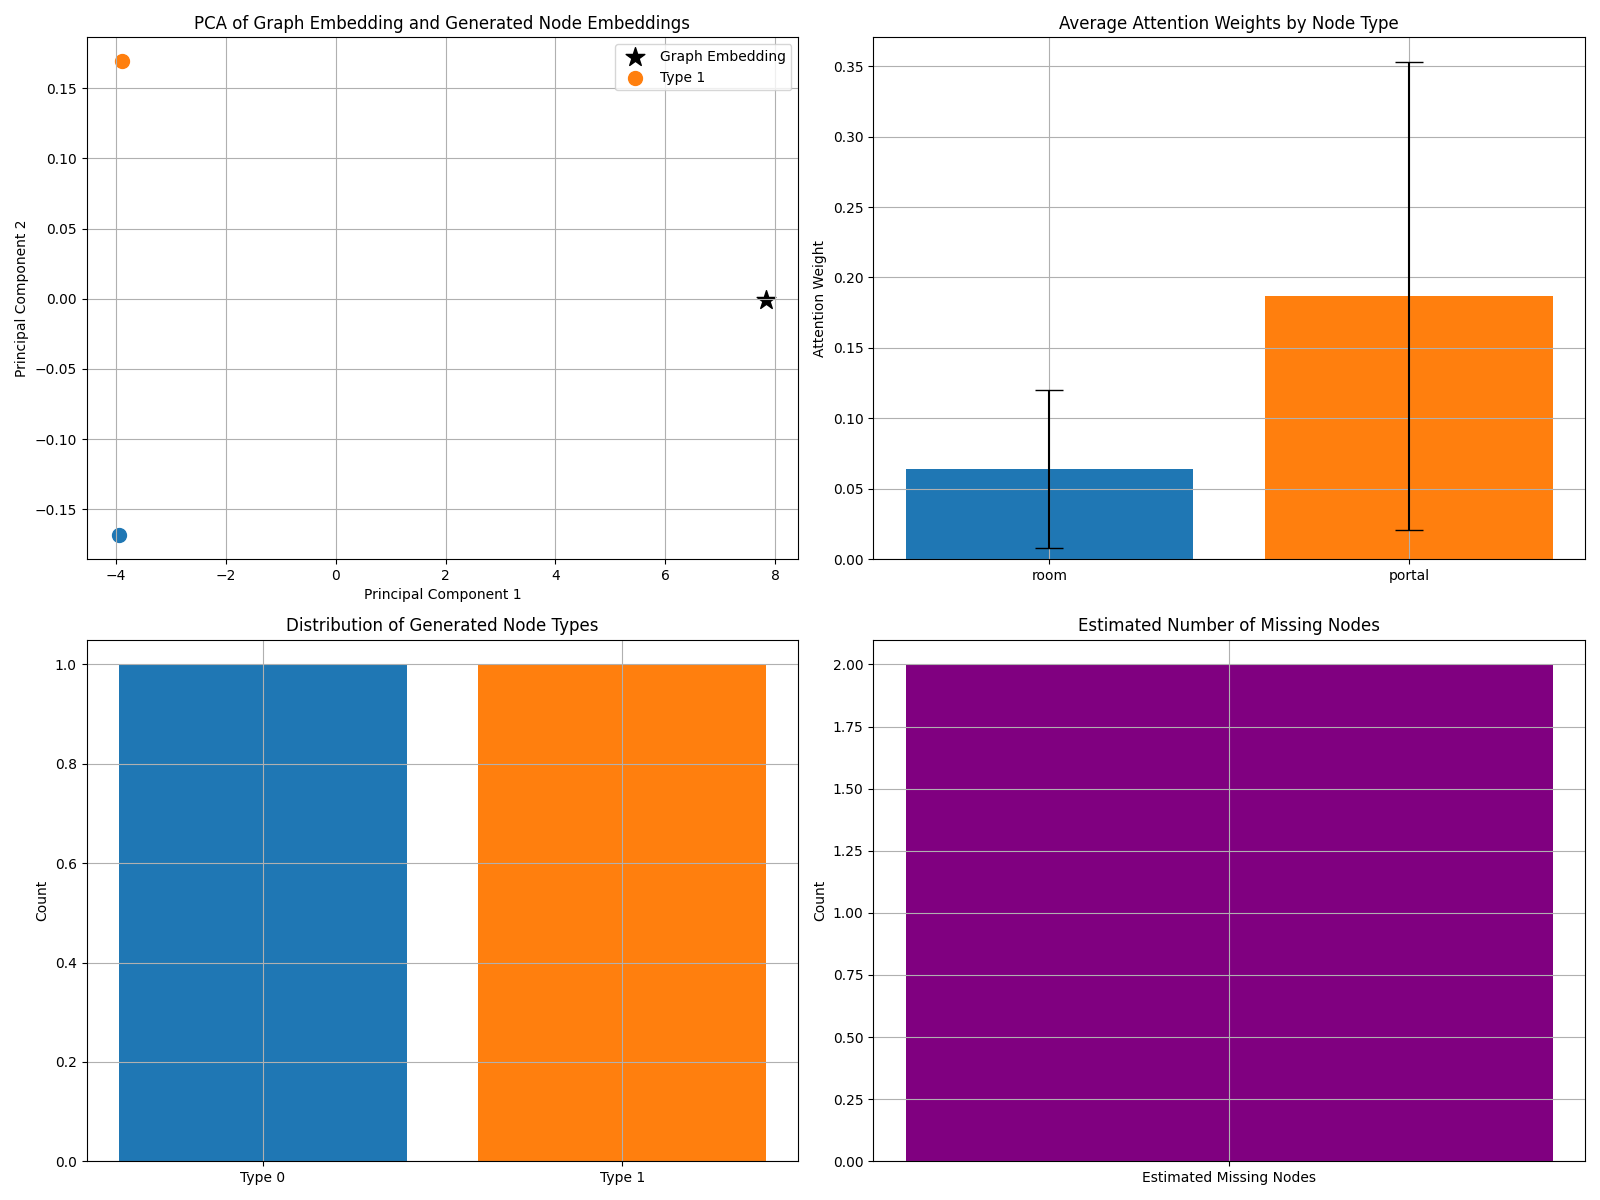 PCA of Graph Embedding and Generated Node Embeddings
Graph Embedding
Type 1
0.15
0.10
0.05
0.00
−0.05
−0.10
−0.15
Principal Component 2
−4
−2
0
2
4
6
8
Principal Component 1
Average Attention Weights by Node Type
0.35
0.30
0.25
0.20
0.15
0.10
0.05
0.00
Attention Weight
room
portal
Distribution of Generated Node Types
1.0
0.8
0.6
0.4
0.2
0.0
Count
Type 0
Type 1
Estimated Number of Missing Nodes
2.00
1.75
1.50
1.25
1.00
0.75
0.50
0.25
0.00
Count
Estimated Missing Nodes